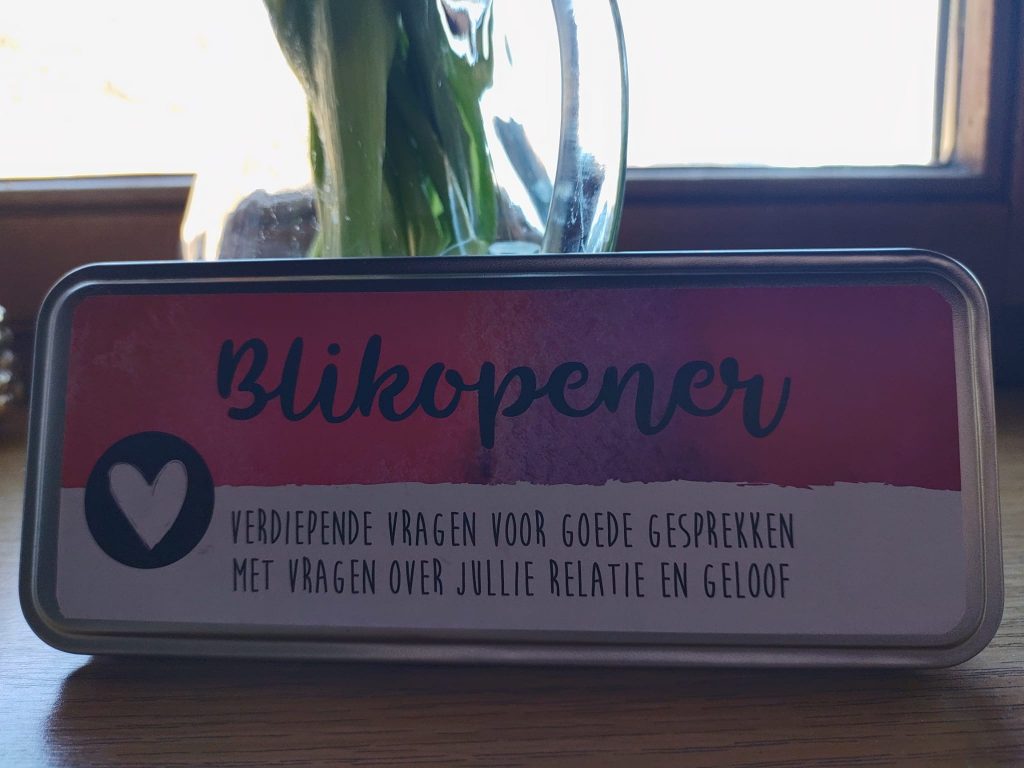 Blikopener
VERDIEPENDE VRAGEN VOOR GOEDE GESPREKKEN
MET VRAGEN OVER JULLIE RELATIE EN GELOOF